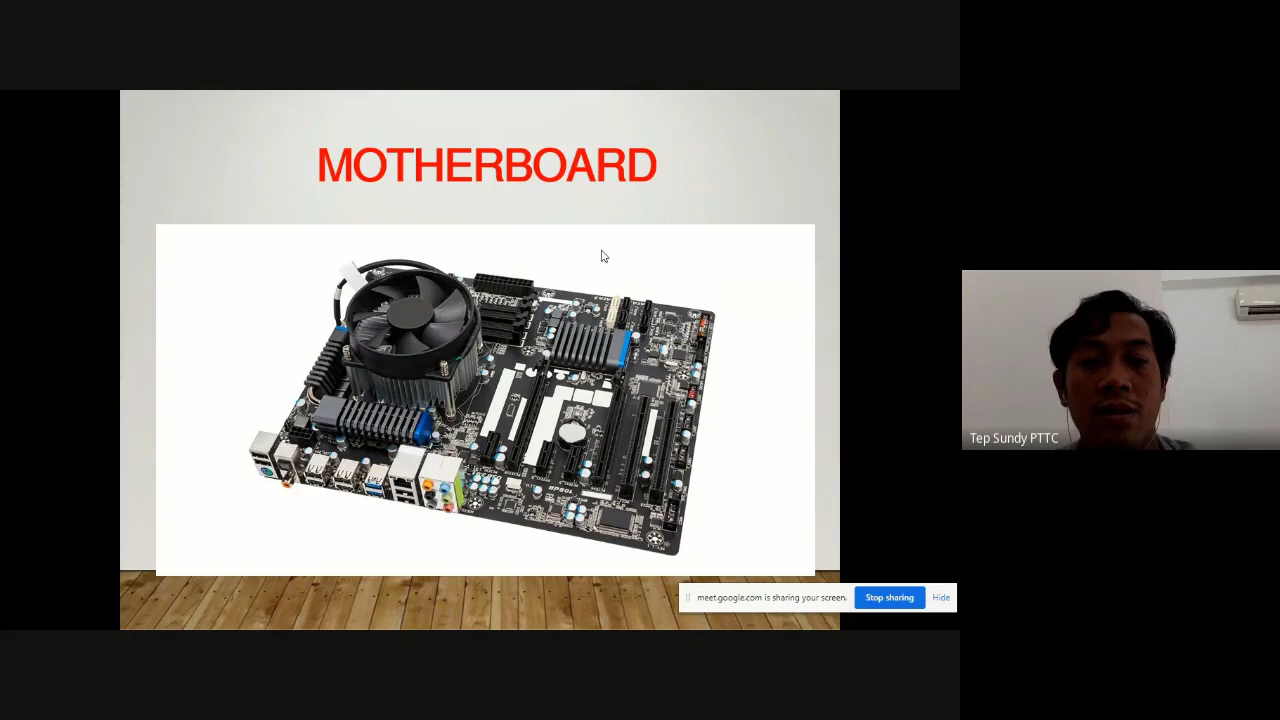 MOTHERBOARD
Tep Sundy PTTC
meet.google.com is sharing your screen.
Stop sharing
Hide